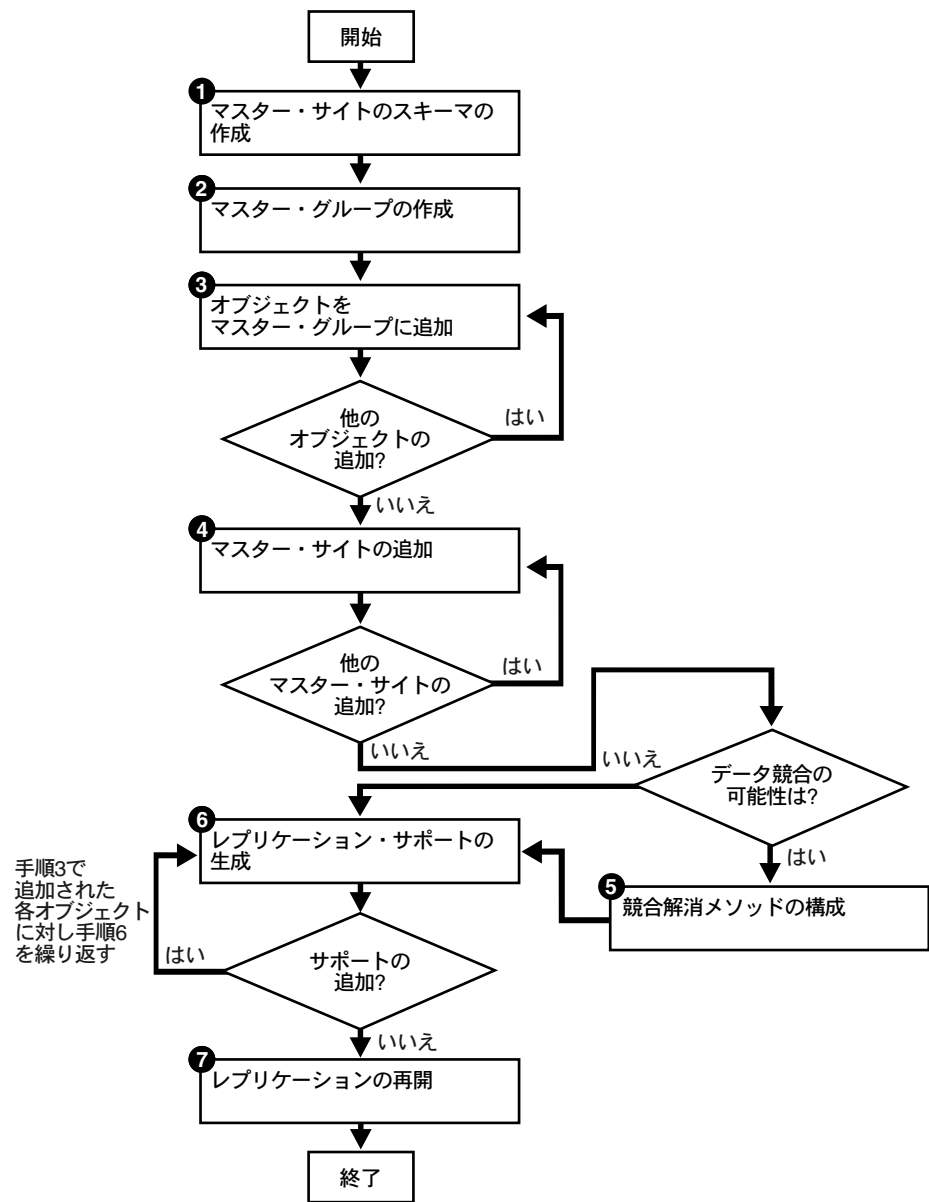 開始
1
マスター・サイトのスキーマの
作成
2
マスター・グループの作成
3
オブジェクトを
マスター・グループに追加
他の
オブジェクトの
追加?
はい
いいえ
4
マスター・サイトの追加
他の
マスター・サイトの
追加?
はい
いいえ
データ競合の
可能性は?
いいえ
はい
5
競合解消メソッドの構成
6
レプリケーション・サポートの
生成
手順3で
追加された
各オブジェクト
に対し手順6
を繰り返す
サポートの
追加?
はい
いいえ
7
レプリケーションの再開
終了